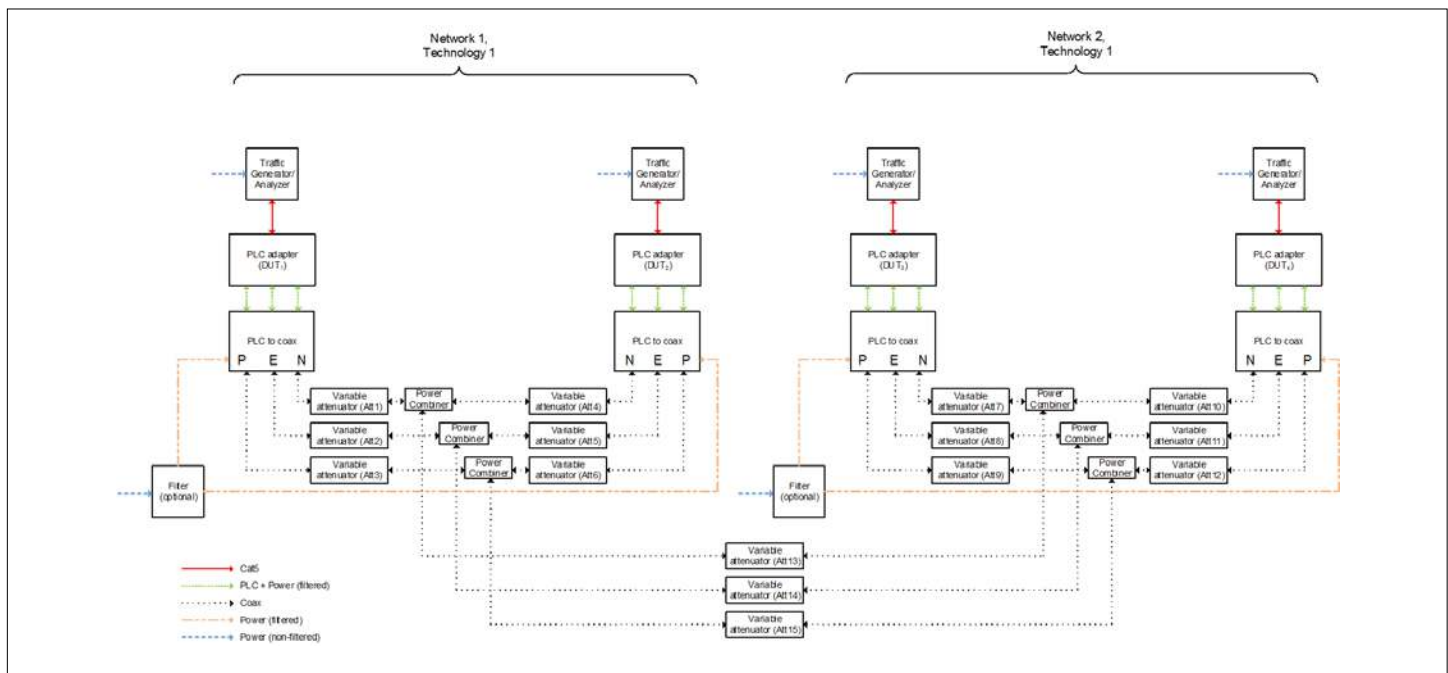 Network 1,
Technology 1
Network 2,
Technology 1
Traffic
Generator/
Analyzer
Traffic
Generator/
Analyzer
Traffic
Generator/
Analyzer
Traffic
Generator/
Analyzer
PLC adapter
(DUT1)
PLC adapter
(DUT2)
PLC adapter
(DUT3)
PLC adapter
(DUT4)
PLC to coax
P E N
PLC to coax
N E P
PLC to coax
P E N
PLC to coax
N E P
Variable
attenuator (Att1)
Power
Combiner
Variable
attenuator (Att4)
Variable
attenuator (Att7)
Power
Combiner
Variable
attenuator (Att10)
Variable
attenuator (Att2)
Power
Combiner
Variable
attenuator (Att5)
Variable
attenuator (Att8)
Power
Combiner
Variable
attenuator (Att11)
Variable
attenuator (Att3)
Power
Combiner
Variable
attenuator (Att6)
Variable
attenuator (Att9)
Power
Combiner
Variable
attenuator (Att12)
Filter
(optional)
Filter
(optional)
Variable
attenuator (Att13)
Variable
attenuator (Att14)
Variable
attenuator (Att15)
Cat5
PLC + Power (filtered)
Coax
Power (filtered)
Power (non-filtered)